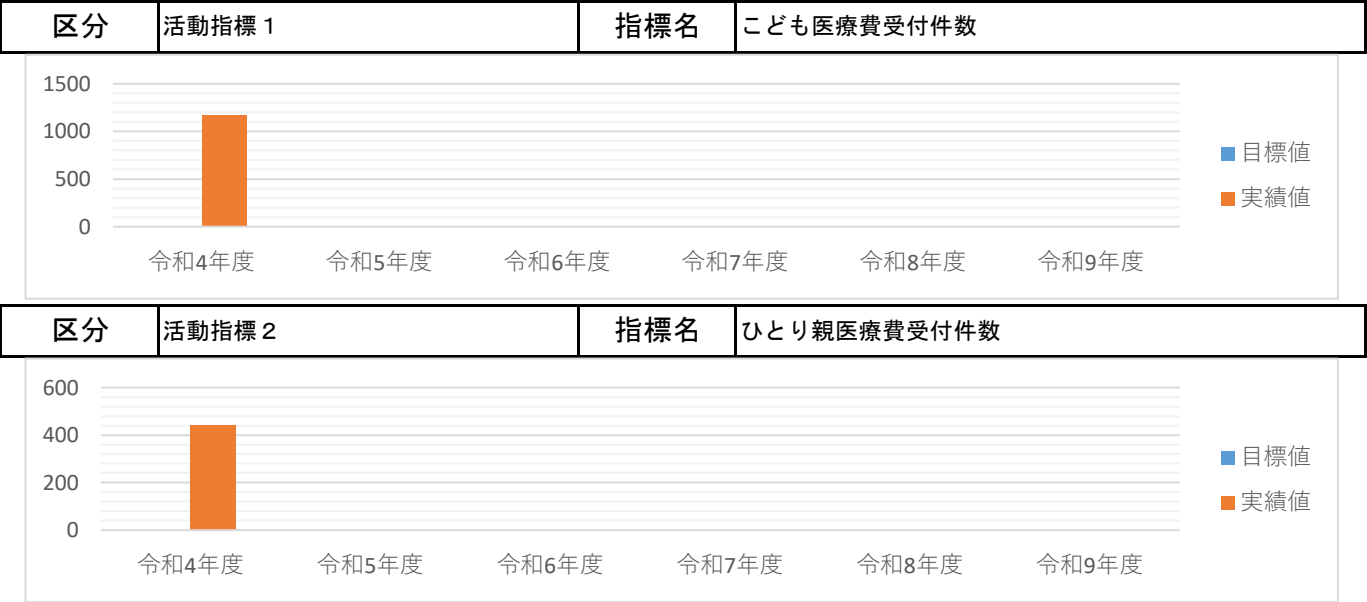 区分 活動指標１ 指標名 こども医療費受付件数
1500
1000
500
0
令和4年度 令和5年度 令和6年度 令和7年度 令和8年度 令和9年度
目標値
実績値
区分 活動指標２ 指標名 ひとり親医療費受付件数
600
400
200
0
令和4年度 令和5年度 令和6年度 令和7年度 令和8年度 令和9年度
目標値
実績値